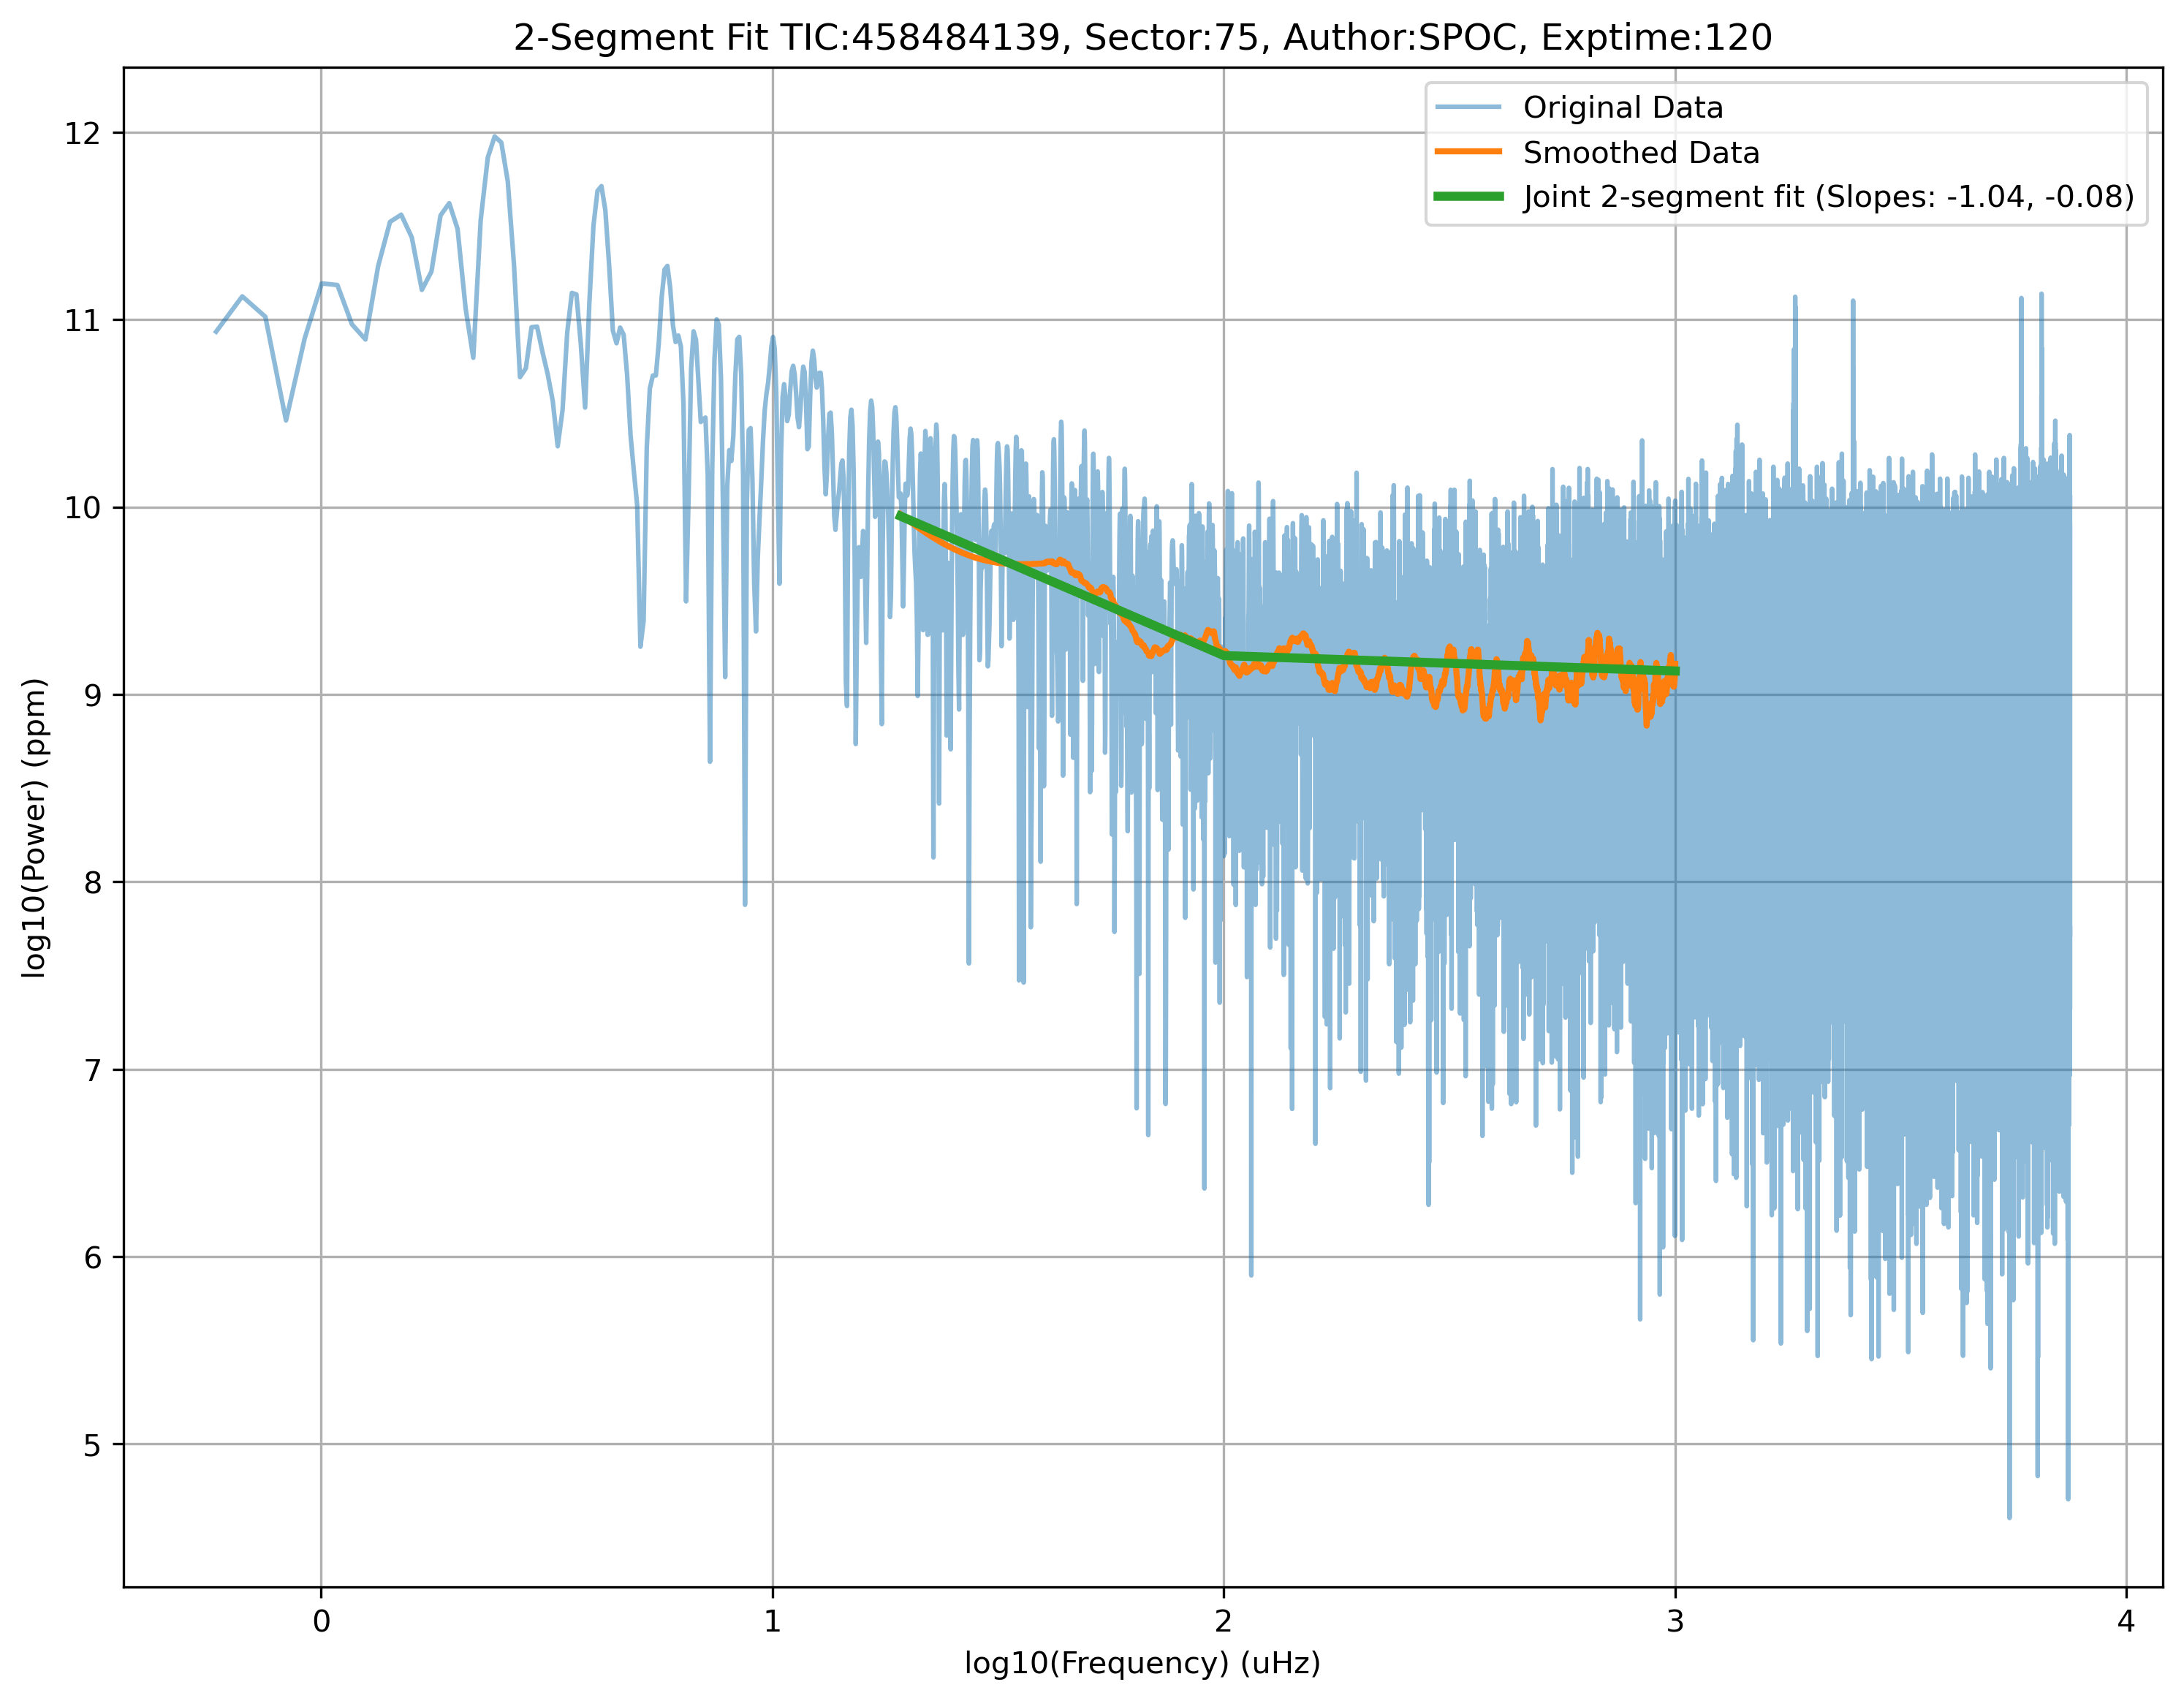 2-Segment Fit TIC:458484139, Sector:75, Author:SPOC, Exptime:120
Original Data
Smoothed Data
Joint 2-segment fit (Slopes: -1.04, -0.08)
log10(Power) (ppm)
12
11
10
9
8
7
6
5
0 1 2 3 4
log10(Frequency) (uHz)